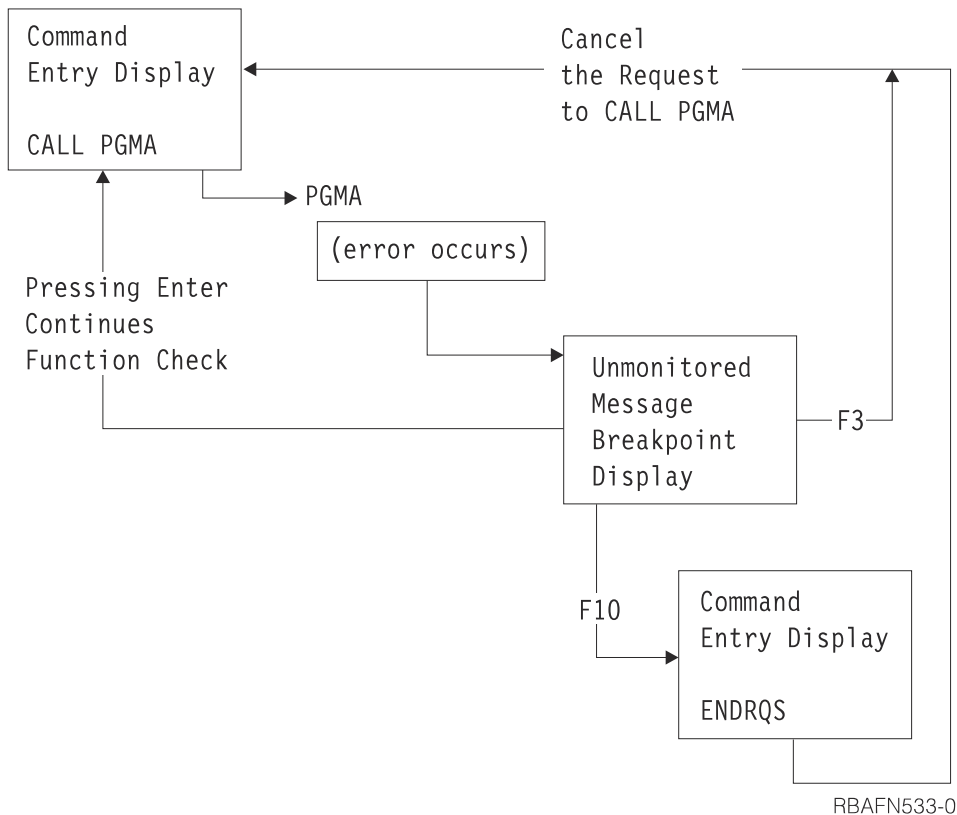 Command
Entry Display
CALL PGMA
Cancel
the Request
to CALL PGMA
PGMA
(error occurs)
Pressing Enter
Continues
Function Check
Unmonitored
Message
Breakpoint
Display
F3
F10
Command
Entry Display
ENDRQS
RBAFN533-0